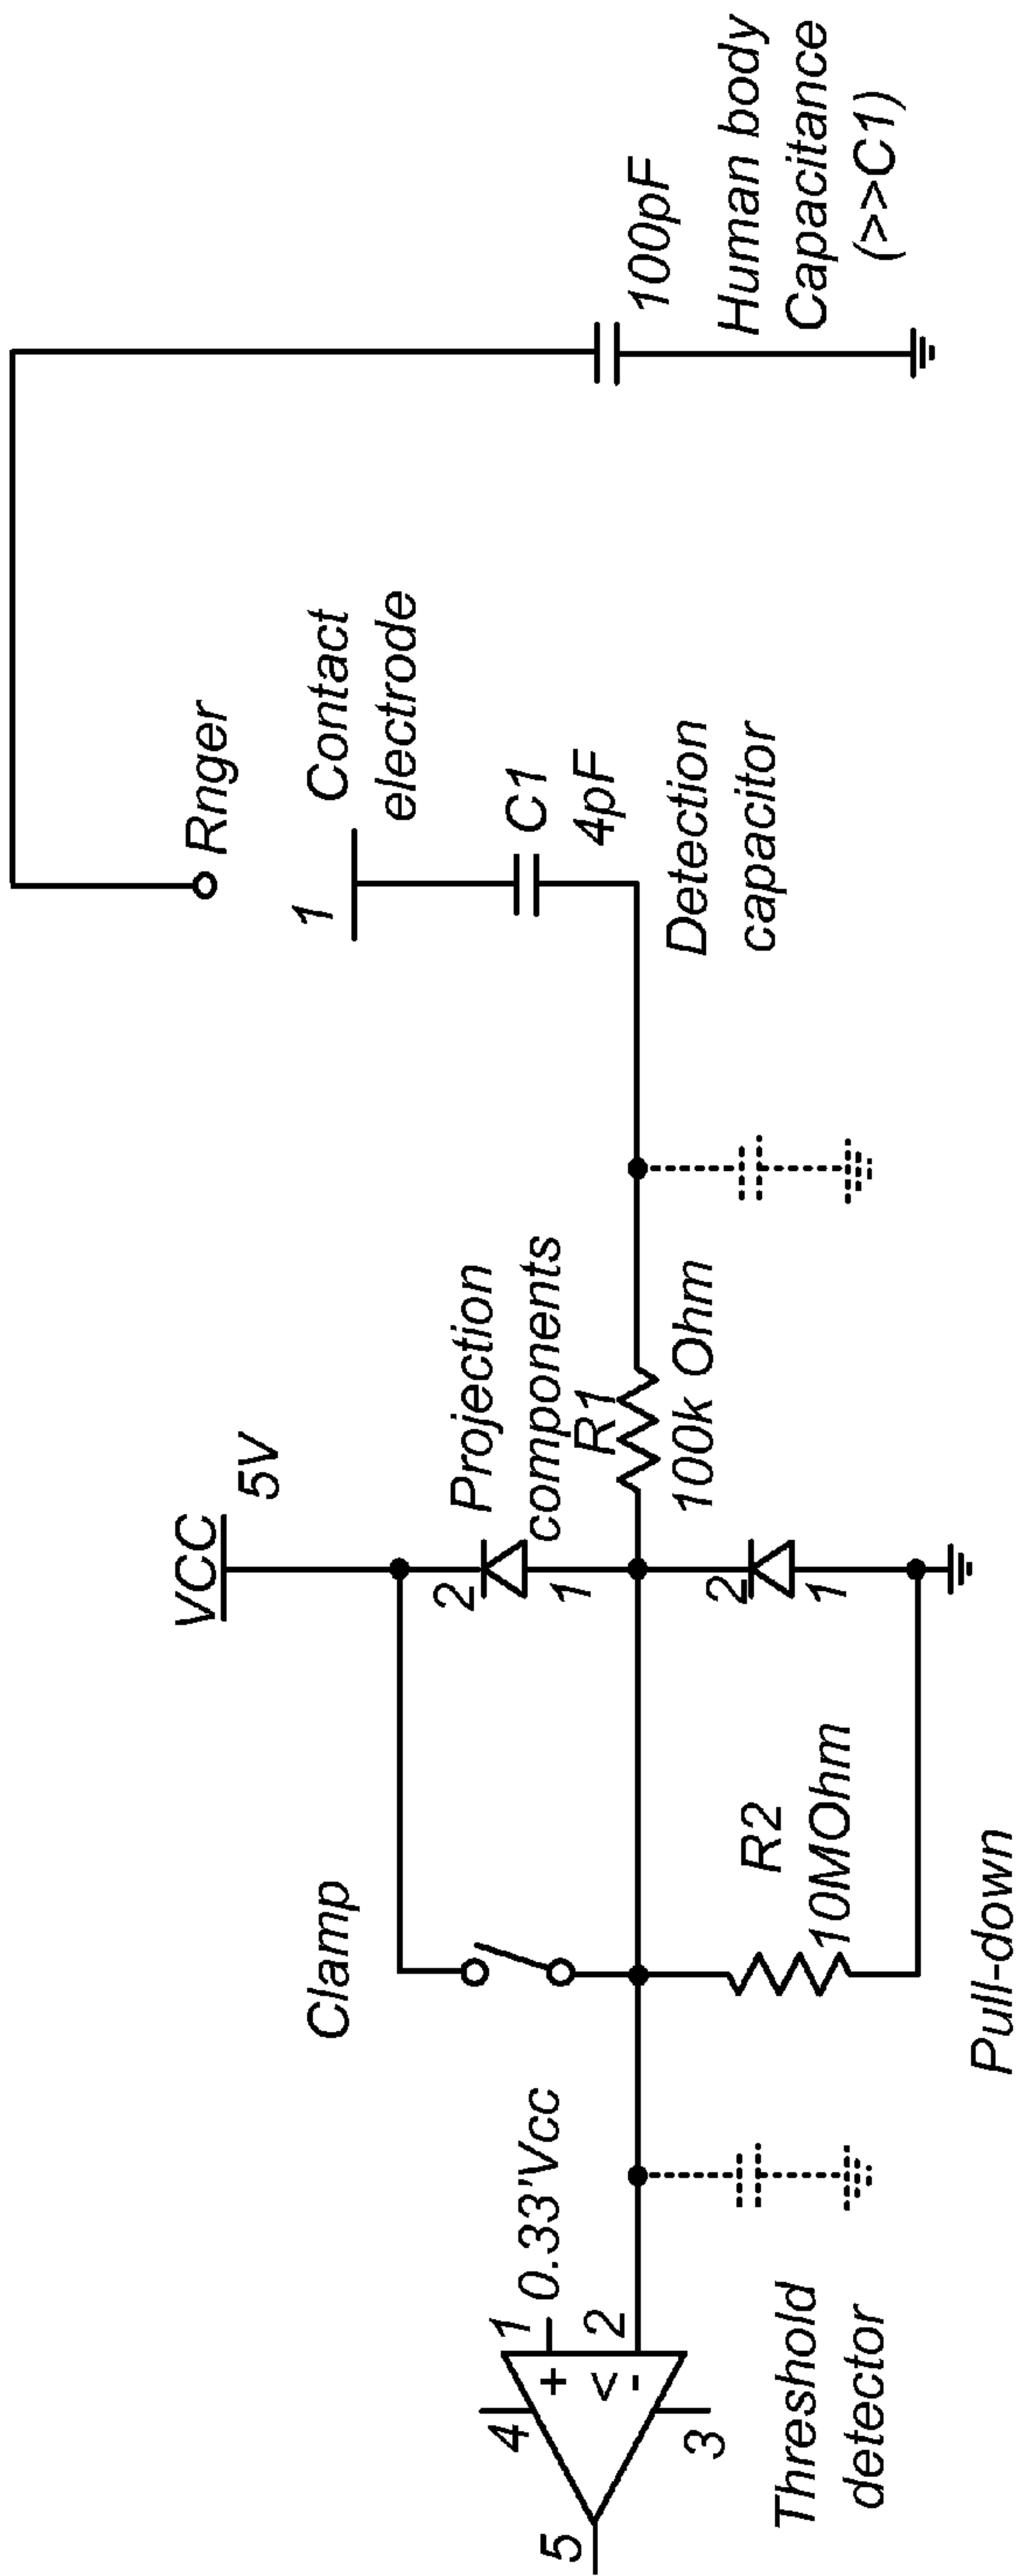 Threshold
detector
5
4
3
+
<
-
1
2
0.33'Vcc
Clamp
Pull-down
R2
10MOhm
VCC
5V
2
1
2
1
Projection
components
R1
100k Ohm
Detection
capacitor
C1
4pF
1
Contact
electrode
Rnger
100pF
Human body
Capacitance
(>>C1)